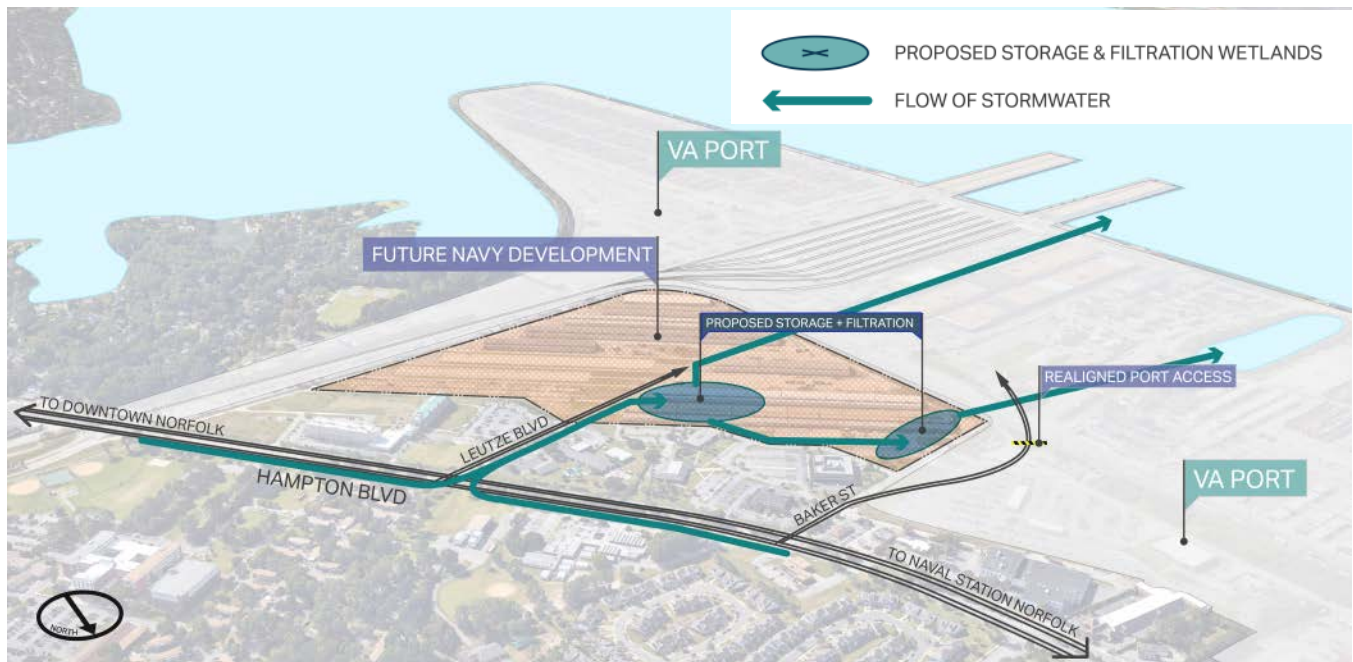 PROPOSED STORAGE & FILTRATION WETLANDS
FLOW OF STORMWATER
VA PORT
FUTURE NAVY DEVELOPMENT
PROPOSED STORAGE + FILTRATION
REALIGNED PORT ACCESS
TO DOWNTOWN NORFOLK
LEUTZE BLVD
HAMPTON BLVD
BAKER ST
VA PORT
TO NAVAL STATION NORFOLK
NORTH